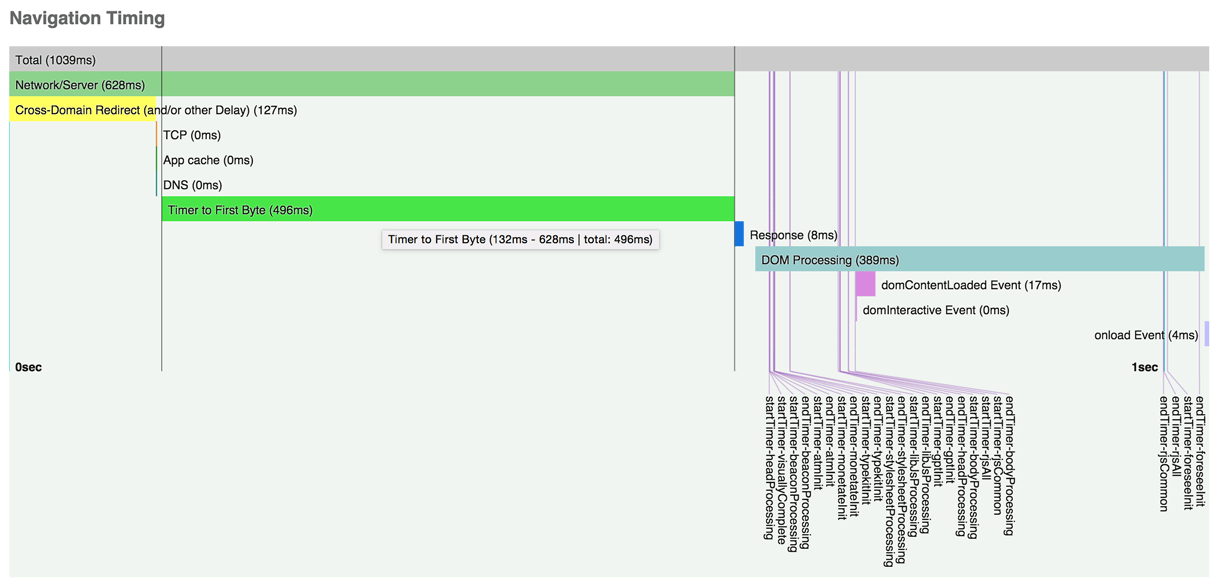 Navigation Timing
Total (1039ms)
Network/Server (628ms)
Cross-Domain Redirect (and/or other Delay) (127ms)
TCP (0ms)
App cache (0ms)
DNS (0ms)
Timer to First Byte (496ms)
Response (8ms)
Timer to First Byte (132ms - 628ms | total: 496ms)
DOM Processing (389ms)
domContentLoaded Event (17ms)
domInteractive Event (0ms)
onload Event (4ms)
0sec
1sec
startTimer-headProcessing
startTimer-visuallyComplete
startTimer-beaconProcessing
endTimer-beaconProcessing
startTimer-atmInit
endTimer-atmInit
startTimer-monetateInit
endTimer-monetateInit
startTimer-typekitInit
endTimer-typekitInit
startTimer-stylesheetProcessing
endTimer-stylesheetProcessing
startTimer-libJsProcessing
endTimer-libJsProcessing
startTimer-gptInit
endTimer-gptInit
endTimer-headProcessing
startTimer-bodyProcessing
startTimer-rjsAll
startTimer-rjsCommon
endTimer-bodyProcessing
endTimer-rjsCommon
endTimer-rjsAll
startTimer-foreseeInit
endTimer-foreseeInit